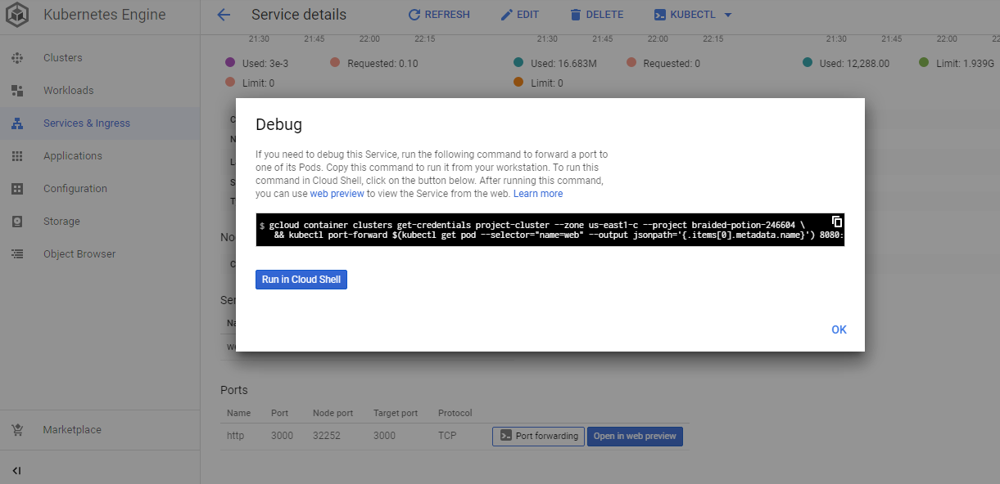 Kubernetes Engine
Service details
REFRESH
EDIT
DELETE
KUBECTL
Clusters
Workloads
Services & Ingress
Applications
Configuration
Storage
Object Browser
Marketplace
21:30 21:45 22:00 22:15
21:30 21:45 22:00 22:15
21:30 21:45 22:00
Used: 3e-3 Requested: 0.10
Limit: 0
Used: 16.683M Requested: 0
Limit: 0
Used: 12,288.00 Limit: 1.939G
Debug
If you need to debug this Service, run the following command to forward a port to
one of its Pods. Copy this command to run it from your workstation. To run this
command in Cloud Shell, click on the button below. After running this command,
you can use web preview to view the Service from the web. Learn more
$ gcloud container clusters get-credentials project-cluster --zone us-east1-c --project braided-potion-246604 \
&& kubectl port-forward $(kubectl get pod --selector="name=web" --output jsonpath='{.items[0].metadata.name}') 8080:
Run in Cloud Shell
OK
Ports
Name Port Node port Target port Protocol
http 3000 32252 3000 TCP Port forwarding Open in web preview